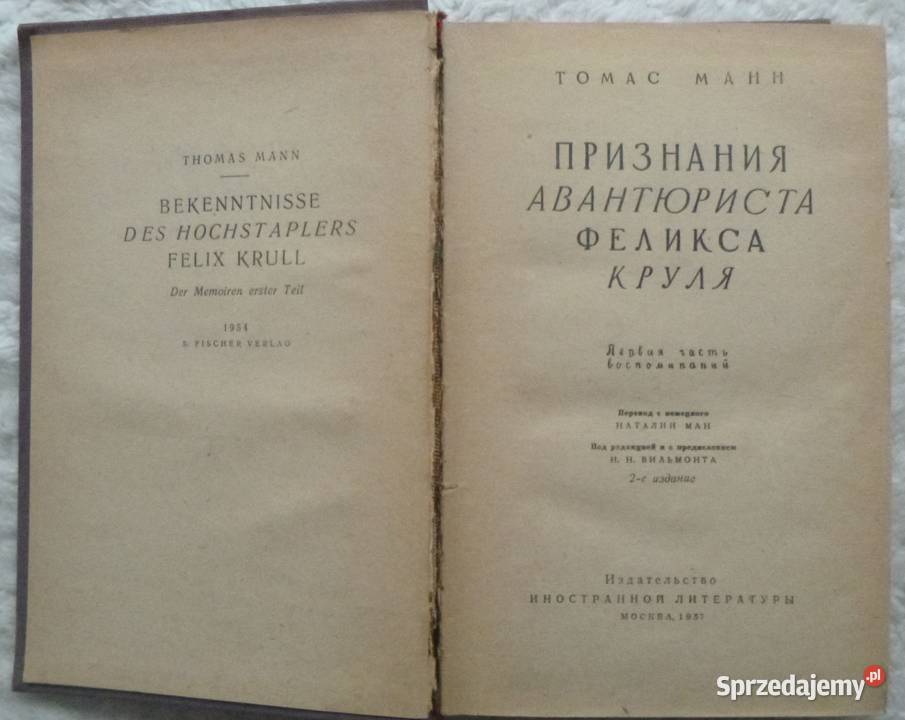 THOMAS MANN
BEKENNTNISSE
DES HOCHSTAPLERS
FELIX KRULL
Der Memoiren erster Teil
1954
S. FISCHER VERLAG
ТОМАС МАНН
ПРИЗНАНИЯ
АВАНТЮРИСТА
ФЕЛИКСА
КРУЛЯ
Первая часть
воспоминаний
Перевод с немецкого
НАТАЛИИ МАН
Под редакцией и с предисловием
Н. Н. ВИЛЬМОНТА
2-е издание
Издательство
ИНОСТРАННОЙ ЛИТЕРАТУРЫ
МОСКВА, 1957
Sprzedajemy.pl